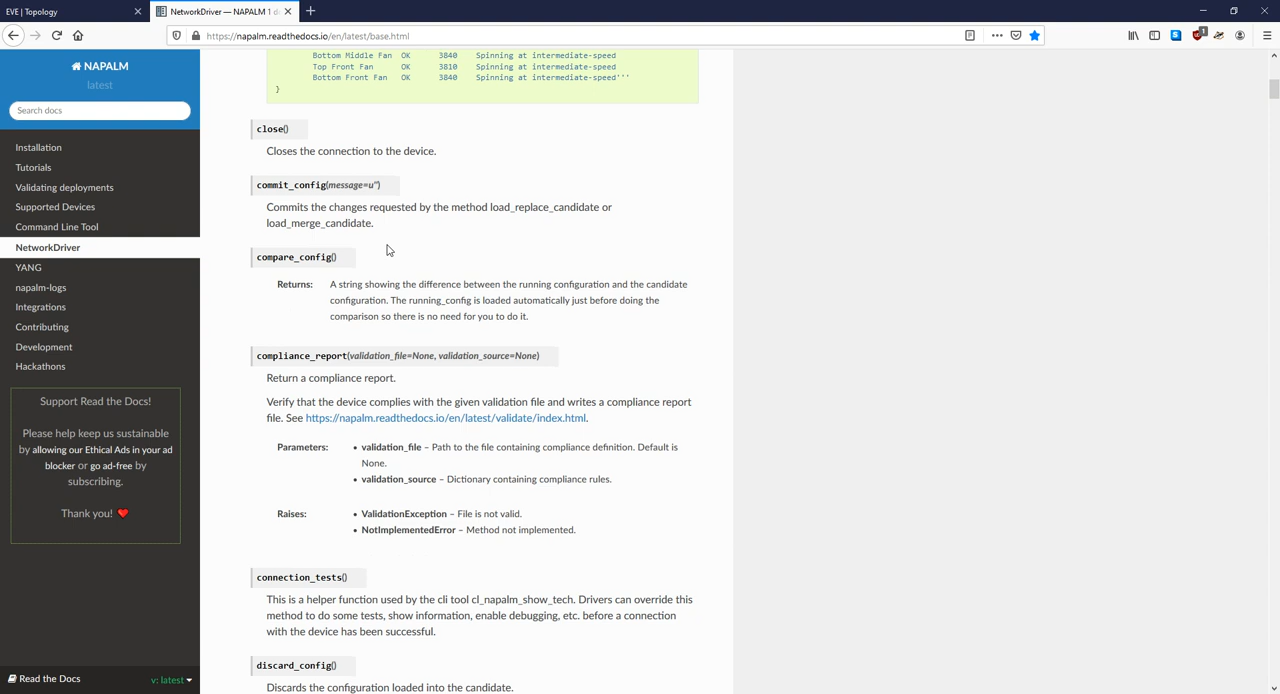 EVE | Topology
NetworkDriver — NAPALM 1 d
https://napalm.readthedocs.io/en/latest/base.html
NAPALM
latest
Search docs
Installation
Tutorials
Validating deployments
Supported Devices
Command Line Tool
NetworkDriver
YANG
napalm-logs
Integrations
Contributing
Development
Hackathons
Support Read the Docs!
Please help keep us sustainable
by allowing our Ethical Ads in your ad
blocker or go ad-free by
subscribing.
Thank you! ❤
Read the Docs
v: latest
Bottom Middle Fan OK 3840 Spinning at intermediate-speed
Top Front Fan OK 3810 Spinning at intermediate-speed
Bottom Front Fan OK 3840 Spinning at intermediate-speed'''
}
close()
Closes the connection to the device.
commit_config(message=u'')
Commits the changes requested by the method load_replace_candidate or
load_merge_candidate.
compare_config()
Returns: A string showing the difference between the running configuration and the candidate
configuration. The running_config is loaded automatically just before doing the
comparison so there is no need for you to do it.
compliance_report(validation_file=None, validation_source=None)
Return a compliance report.
Verify that the device complies with the given validation file and writes a compliance report
file. See https://napalm.readthedocs.io/en/latest/validate/index.html.
Parameters: • validation_file – Path to the file containing compliance definition. Default is
None.
• validation_source – Dictionary containing compliance rules.
Raises: • ValidationException – File is not valid.
• NotImplementedError – Method not implemented.
connection_tests()
This is a helper function used by the cli tool cl_napalm_show_tech. Drivers can override this
method to do some tests, show information, enable debugging, etc. before a connection
with the device has been successful.
discard_config()
Discards the configuration loaded into the candidate.